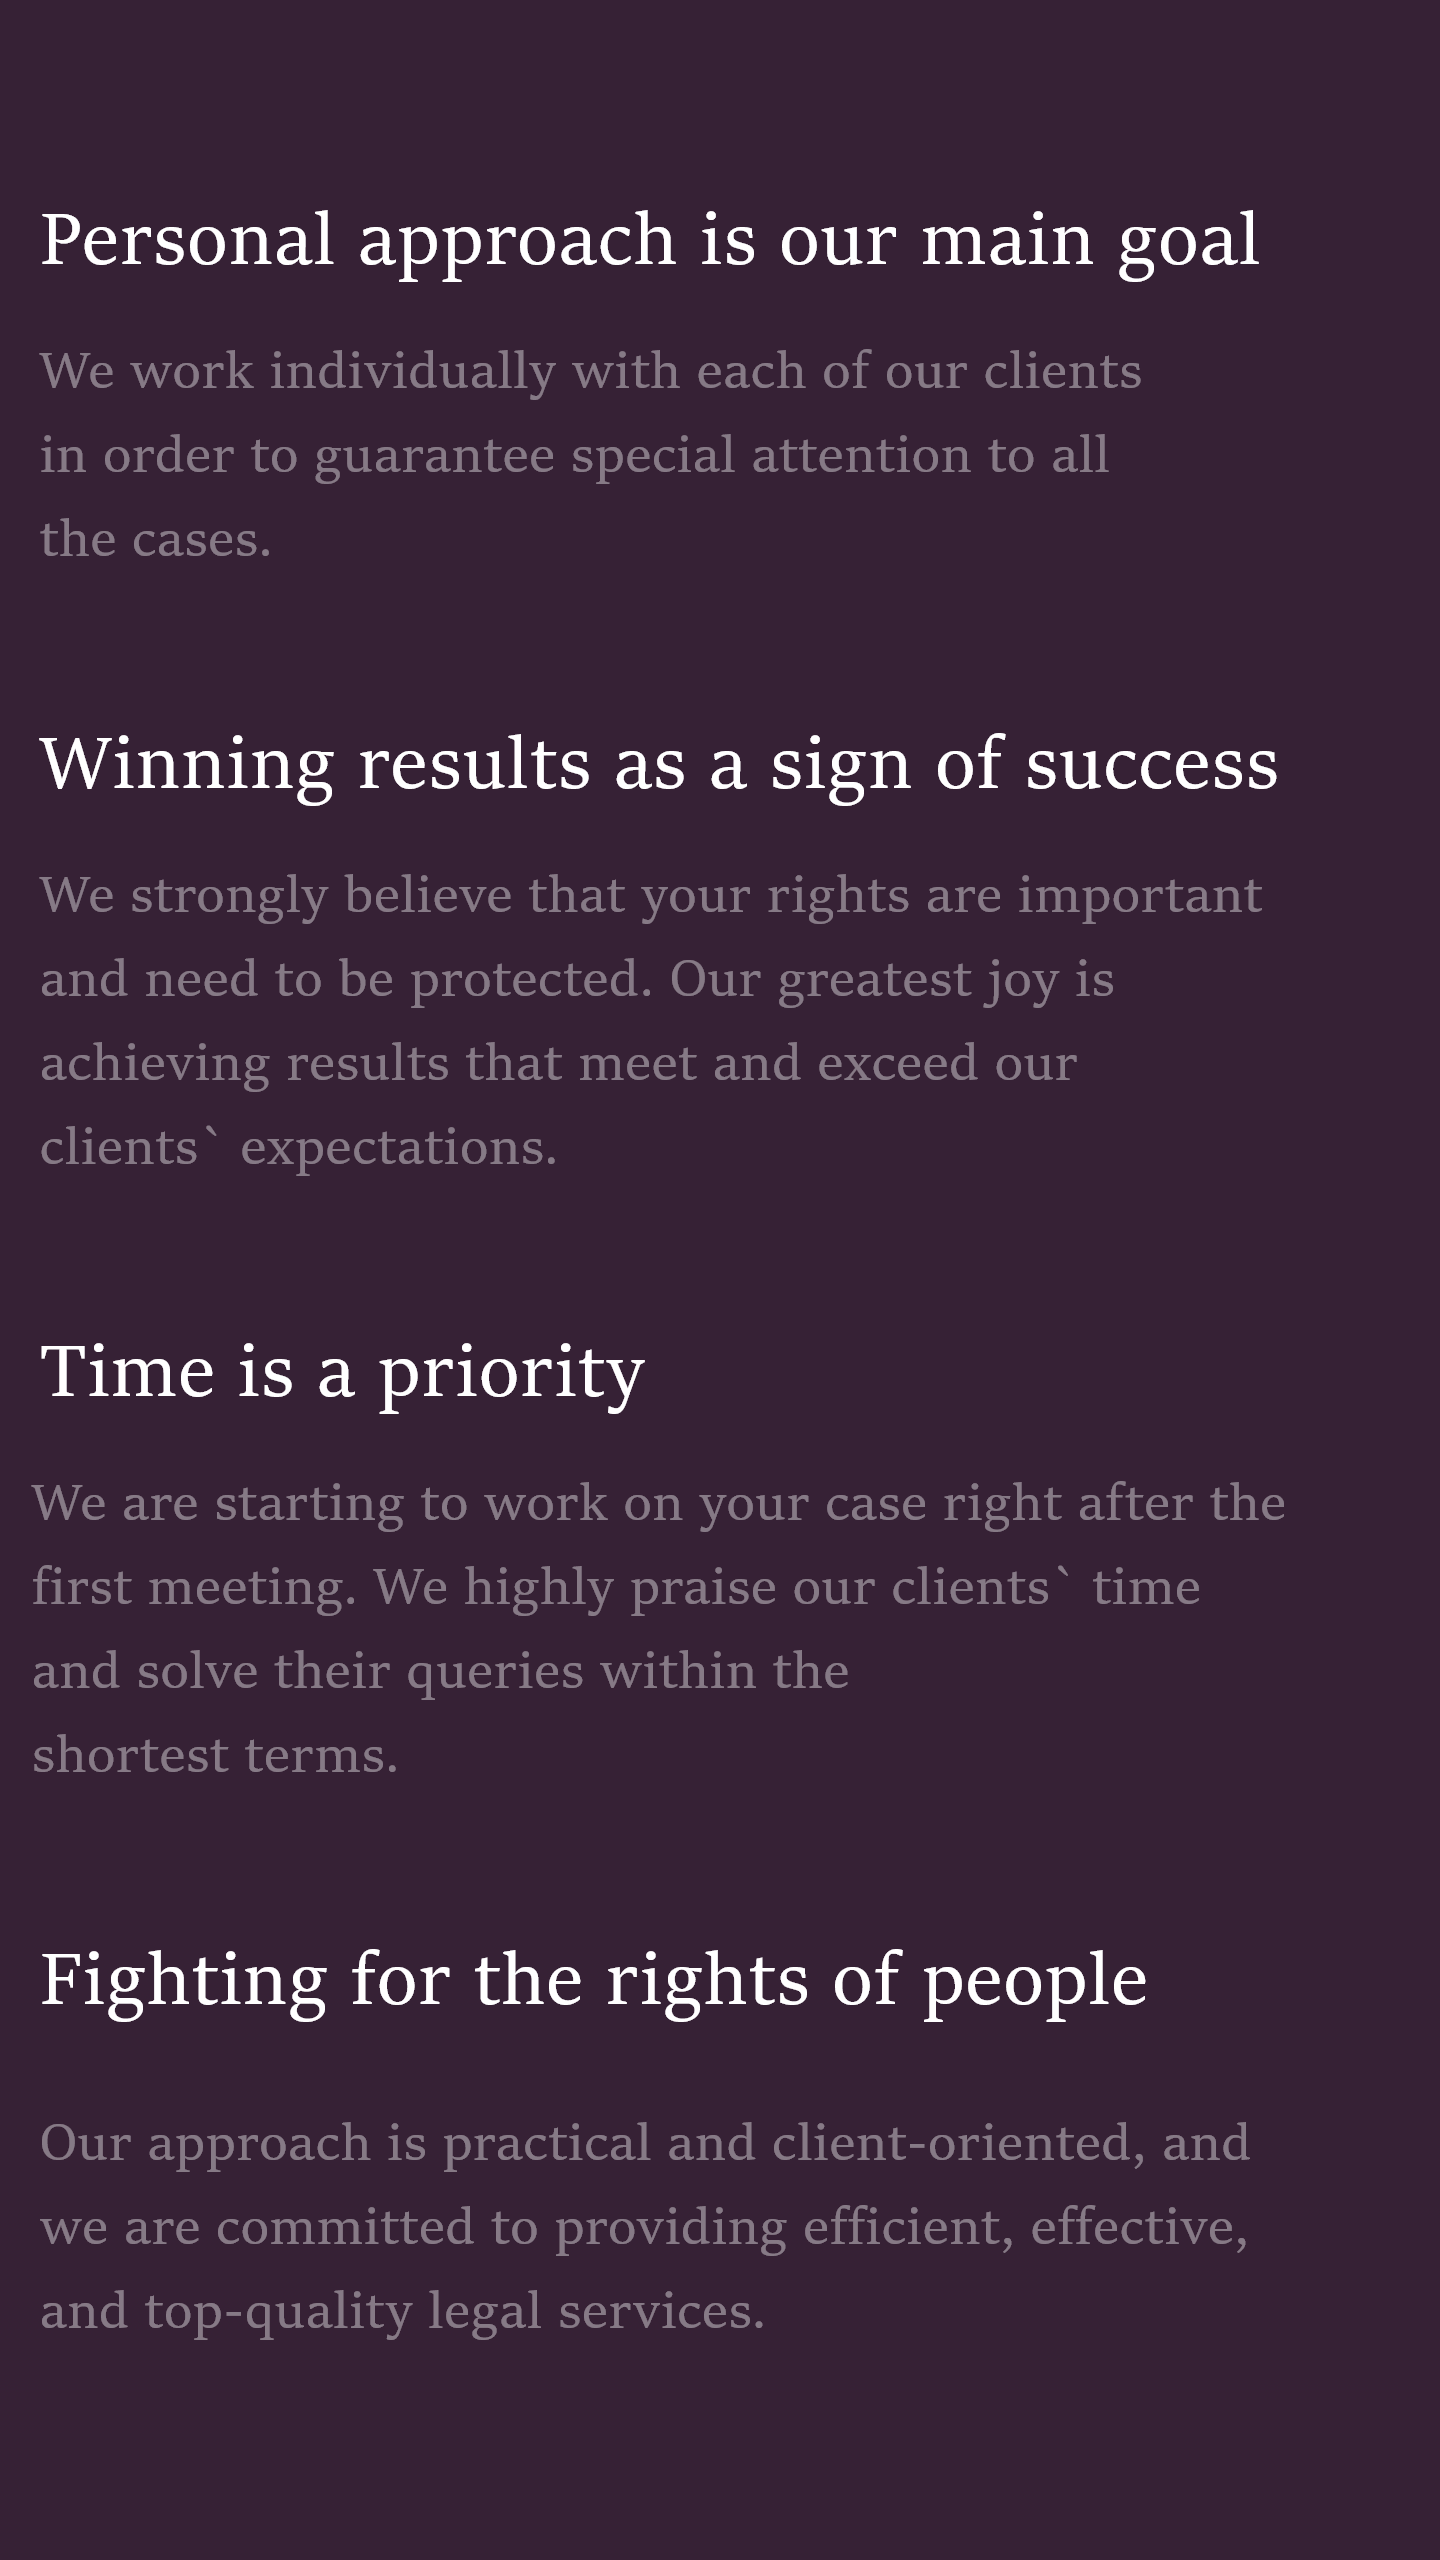 Personal approach is our main goal
We work individually with each of our clients
in order to guarantee special attention to all
the cases.
Winning results as a sign of success
We strongly believe that your rights are important
and need to be protected. Our greatest joy is
achieving results that meet and exceed our
clients` expectations.
Time is a priority
We are starting to work on your case right after the
first meeting. We highly praise our clients` time
and solve their queries within the
shortest terms.
Fighting for the rights of people
Our approach is practical and client-oriented, and
we are committed to providing efficient, effective,
and top-quality legal services.